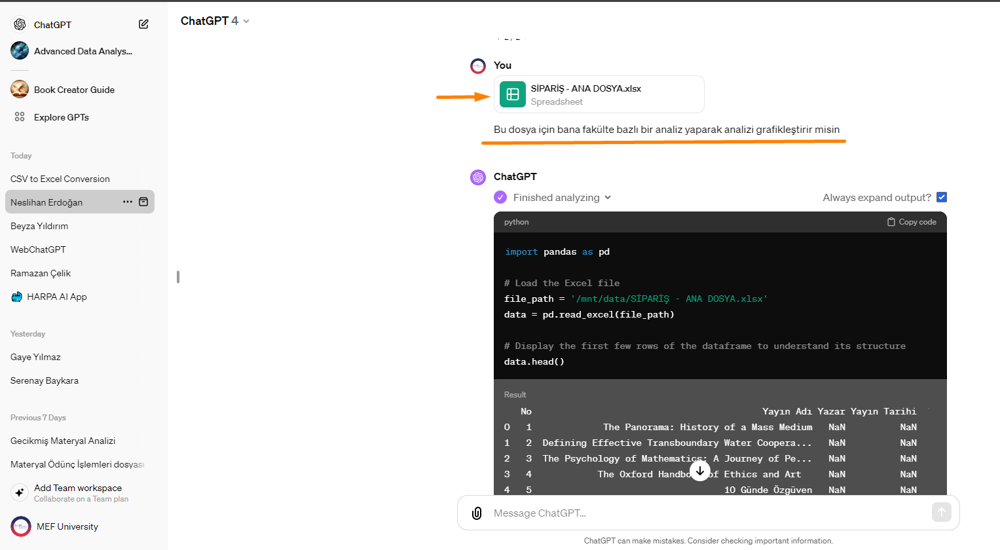 ChatGPT
Advanced Data Analys...
Book Creator Guide
Explore GPTs
Today
CSV to Excel Conversion
Neslihan Erdoğan
Beyza Yıldırım
WebChatGPT
Ramazan Çelik
HARPA AI App
Yesterday
Gaye Yılmaz
Serenay Baykara
Previous 7 Days
Gecikmiş Materyal Analizi
Materyal Ödünç İşlemleri dosyası
Add Team workspace
Collaborate on a Team plan
MEF University
ChatGPT 4
You
SİPARİŞ - ANA DOSYA.xlsx
Spreadsheet
Bu dosya için bana fakülte bazlı bir analiz yaparak analizi grafikleştirir misin
ChatGPT
Finished analyzing
Always expand output?
python
Copy code
import pandas as pd
# Load the Excel file
file_path = '/mnt/data/SİPARİŞ - ANA DOSYA.xlsx'
data = pd.read_excel(file_path)
# Display the first few rows of the dataframe to understand its structure
data.head()
Result
No Yayın Adı Yazar Yayın Tarihi
0 1 The Panorama: History of a Mass Medium NaN NaN
1 2 Defining Effective Transboundary Water Coopera... NaN NaN
2 3 The Psychology of Mathematics: A Journey of Pe... NaN NaN
3 4 The Oxford Handbook of Ethics and Art NaN NaN
4 5 10 Günde Özgüven NaN NaN
Message ChatGPT...
ChatGPT can make mistakes. Consider checking important information.